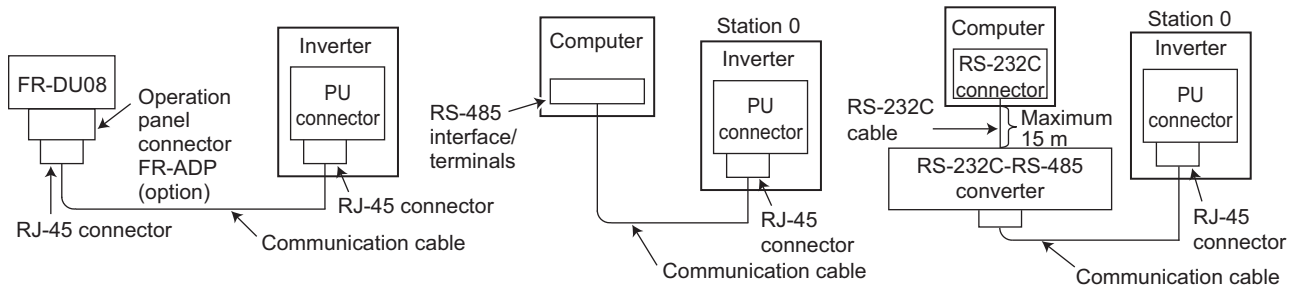 FR-DU08
Operation
panel
connector
FR-ADP
(option)
RJ-45 connector
Inverter
PU
connector
RJ-45 connector
Communication cable
Computer
RS-485
interface/
terminals
Station 0
Inverter
PU
connector
RJ-45
connector
Communication cable
Computer
RS-232C
connector
RS-232C
cable
Maximum
15 m
RS-232C-RS-485
converter
Station 0
Inverter
PU
connector
RJ-45
connector
Communication cable